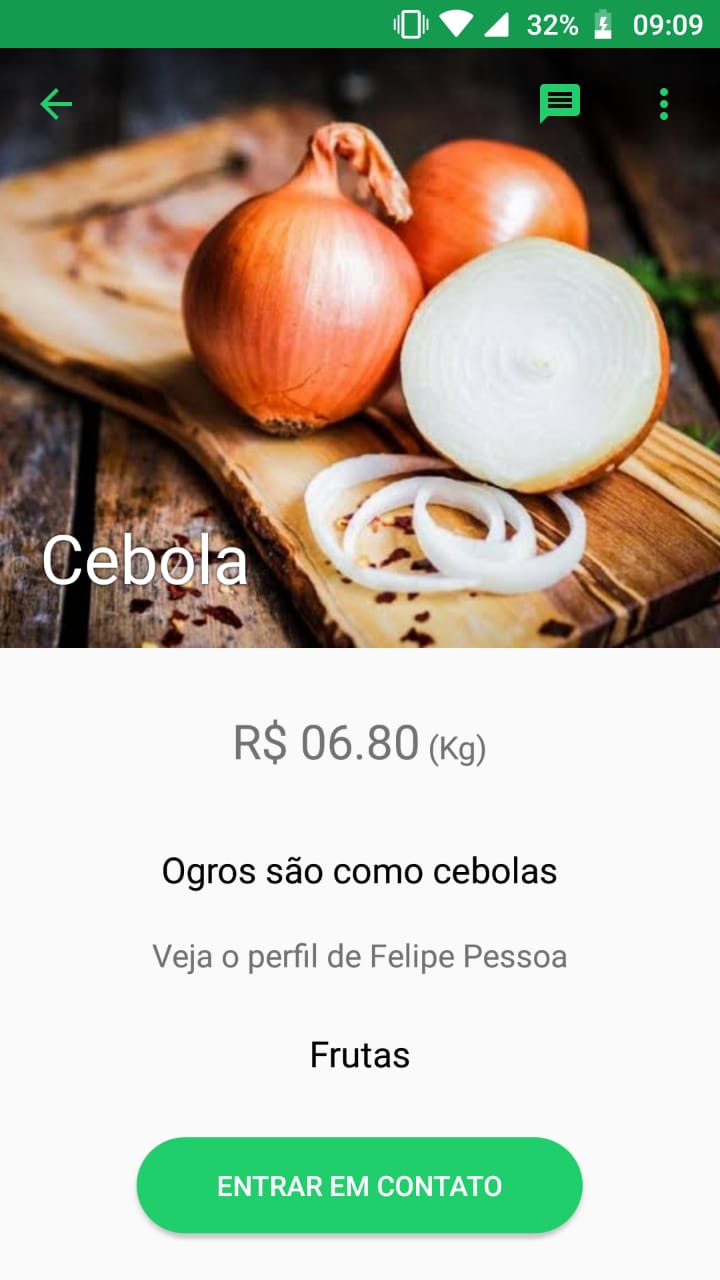 32% 09:09
Cebola
R$ 06.80 (Kg)
Ogros são como cebolas
Veja o perfil de Felipe Pessoa
Frutas
ENTRAR EM CONTATO